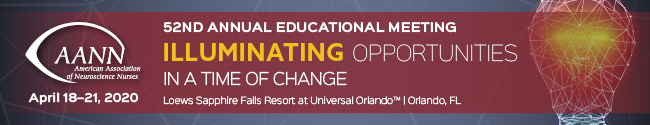 AANN
American Association
of Neuroscience Nurses
April 18–21, 2020
52ND ANNUAL EDUCATIONAL MEETING
ILLUMINATING OPPORTUNITIES
IN A TIME OF CHANGE
Loews Sapphire Falls Resort at Universal Orlando™ | Orlando, FL